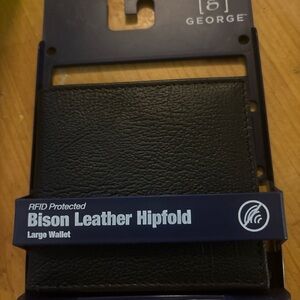 [g]
GEORGE
RFID Protected
Bison Leather Hipfold
Large Wallet